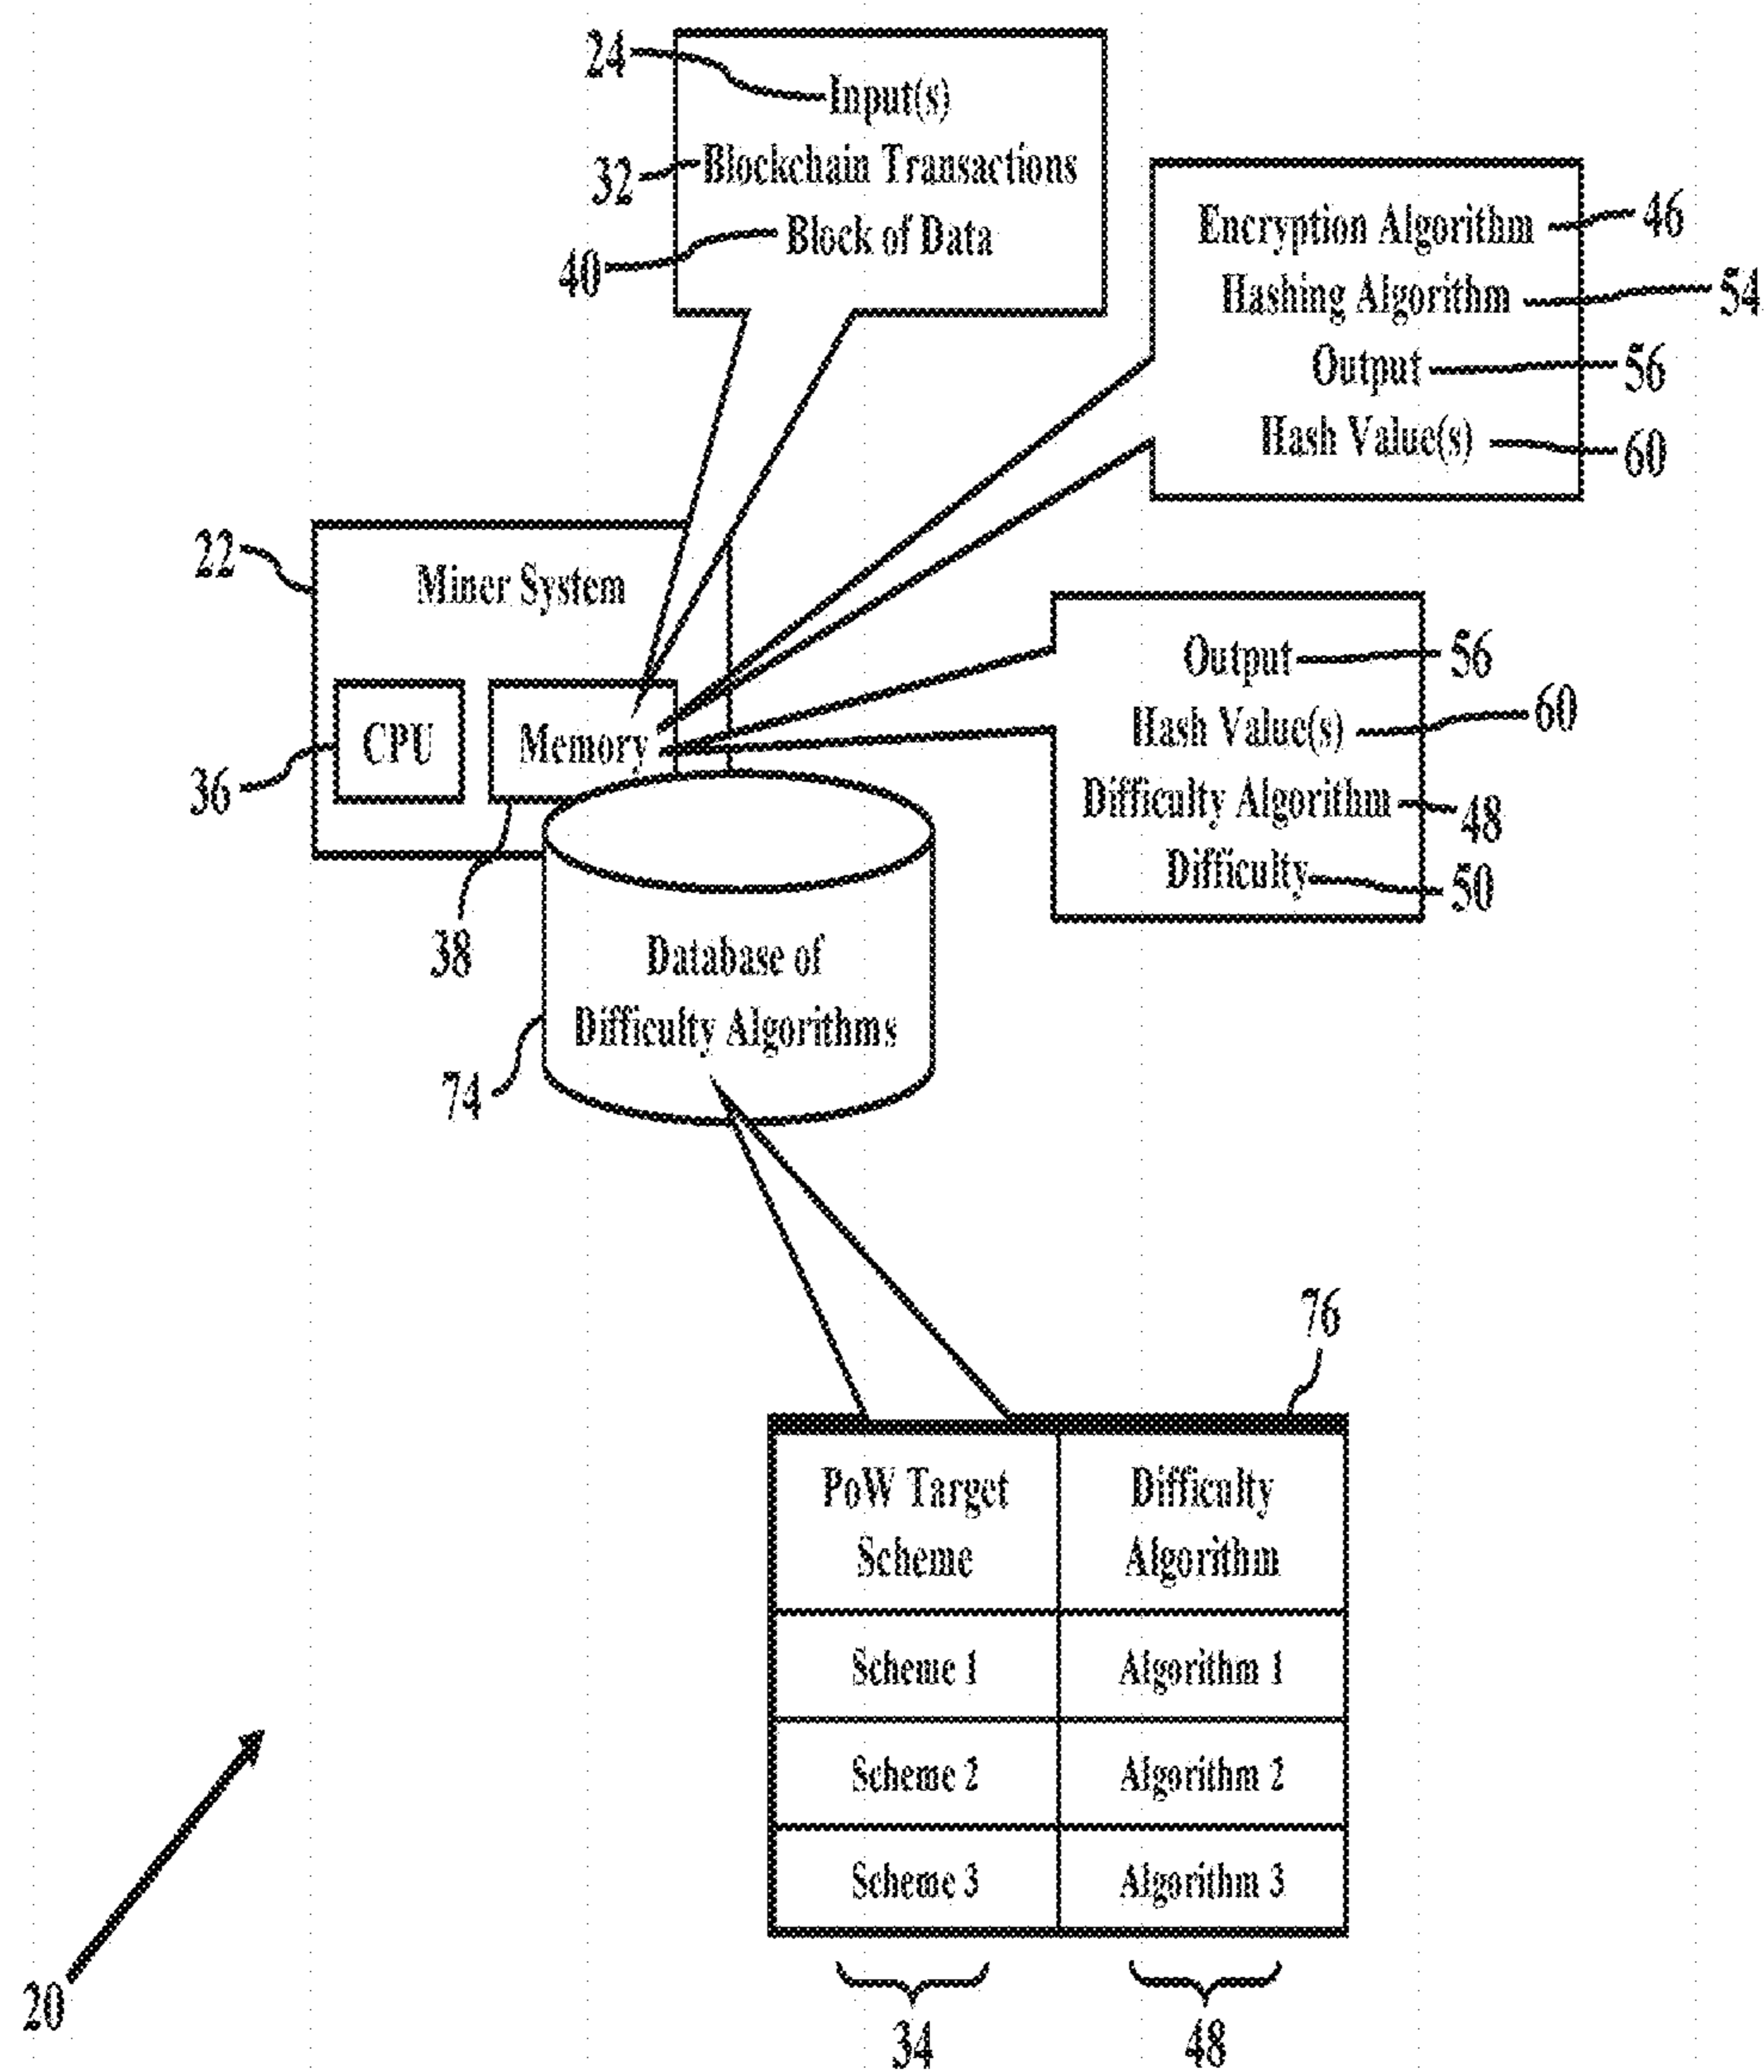 24
Input(s)
32
Blockchain Transactions
40
Block of Data
Encryption Algorithm
46
Hashing Algorithm
54
Output
56
Hash Value(s)
60
22
Miner System
36
CPU
Memory
38
Output
56
Hash Value(s)
60
Difficulty Algorithm
48
Difficulty
50
Database of
Difficulty Algorithms
74
76
PoW Target
Scheme
Difficulty
Algorithm
Scheme 1
Algorithm 1
Scheme 2
Algorithm 2
Scheme 3
Algorithm 3
34
48
20